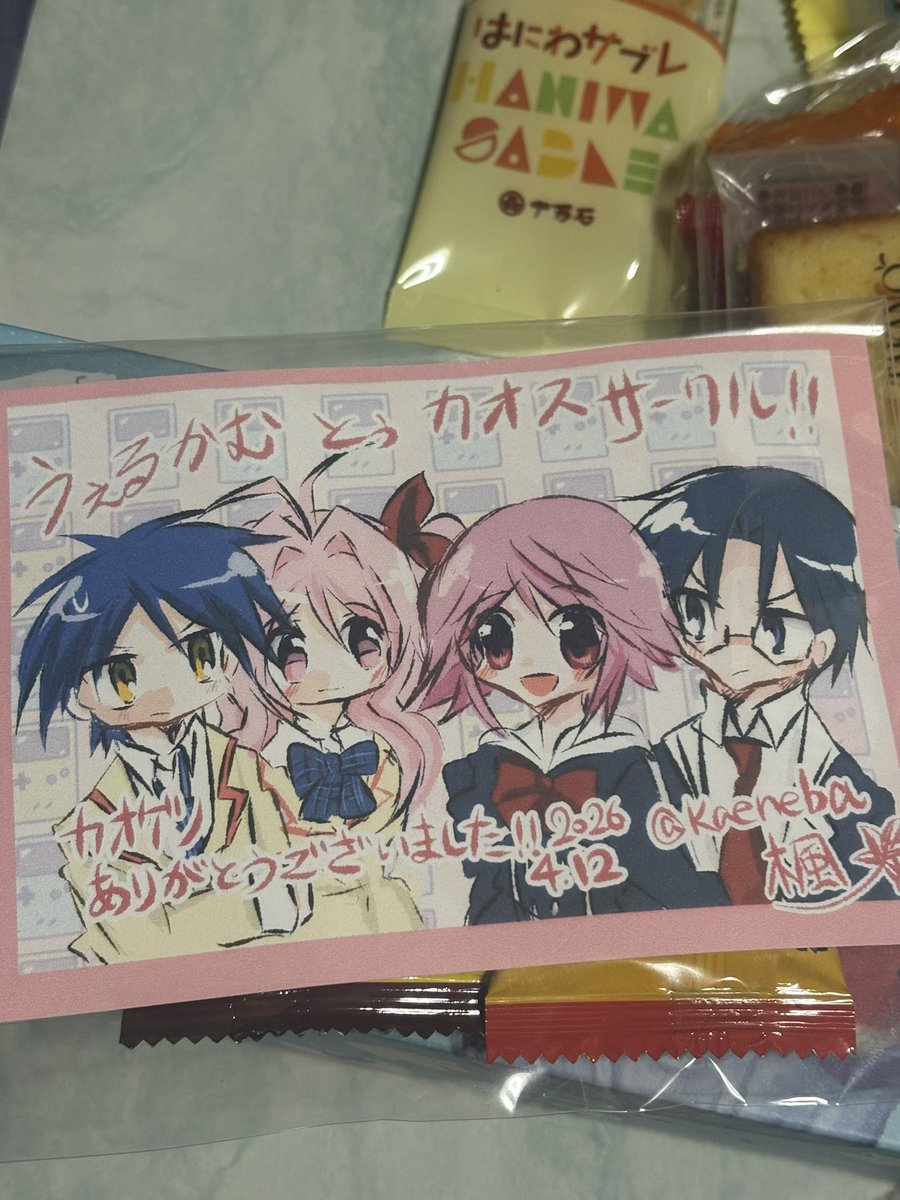 はにわサブレ
HANIWA
SABLE
十万石
うぇるかむ とぅ カオスサークル!!
カオゲリ
ありがとうございました!!
2026
4.12
@kaeneba
楓